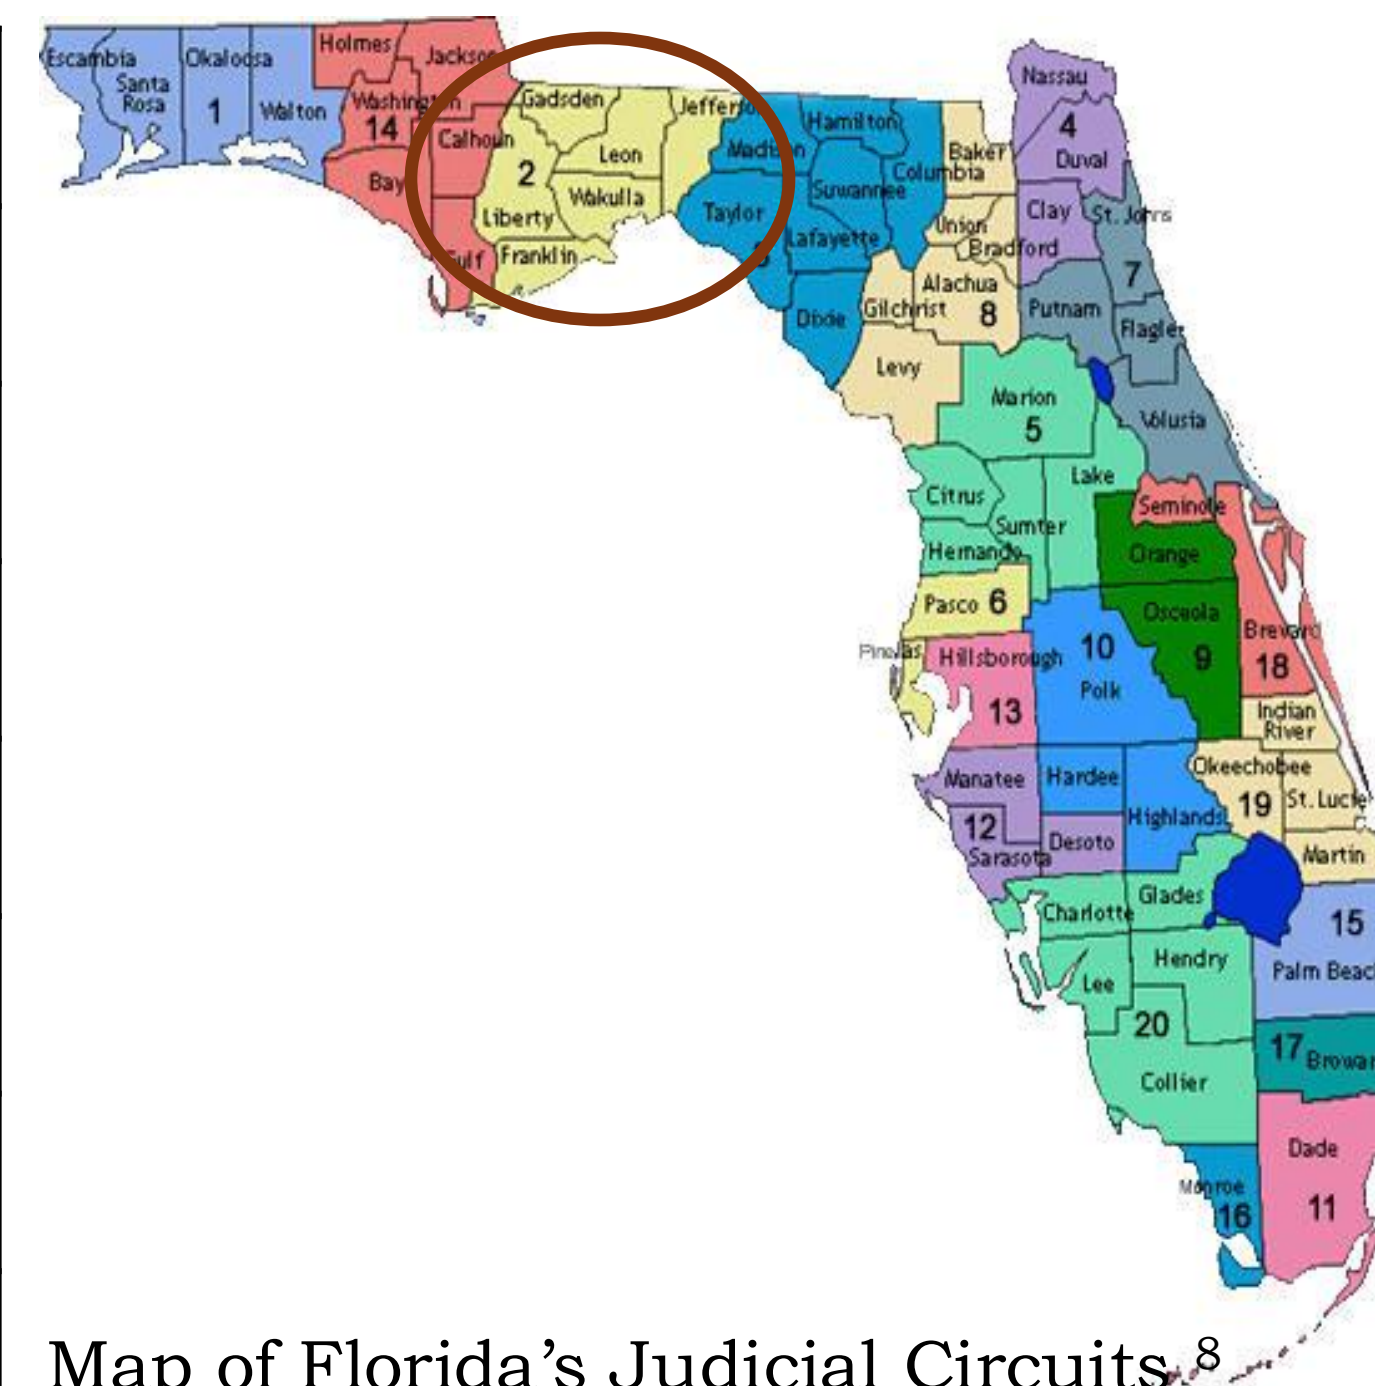 Escambia
Santa
Rosa
Okaloosa
1
Walton
Holmes
Jackson
Washington
14
Calhoun
Bay
Gulf
Gadsden
2
Leon
Liberty
Wakulla
Franklin
Jefferson
Madison
Taylor
Hamilton
Suwannee
Columbia
Lafayette
Dixie
Baker
Union
Bradford
Alachua
8
Gilchrist
Levy
Nassau
4
Duval
Clay
St. Johns
7
Putnam
Flagler
Volusia
Marion
5
Lake
Citrus
Sumter
Hernando
Seminole
Orange
Osceola
9
Pasco 6
Pinellas
Hillsborough
13
10
Polk
Brevard
18
Indian
River
Manatee
12
Sarasota
Hardee
Desoto
Highlands
Okeechobee
19
St. Lucie
Martin
Charlotte
Glades
Lee
Hendry
20
Collier
15
Palm Beac
17 Browar
Dade
11
Monroe
16
Map of Florida’s Judicial Circuits 8